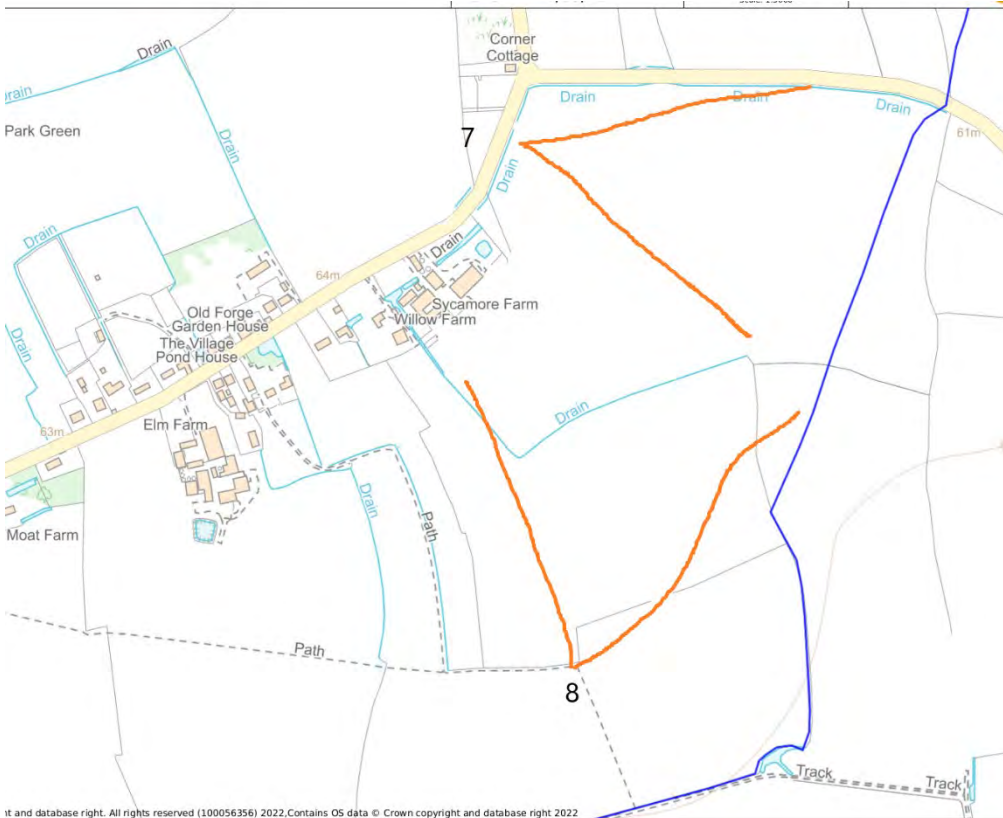 Corner
Cottage
Drain
Drain
Drain
Drain
Drain
61m
Park Green
7
Drain
Drain
Drain
Drain
64m
Sycamore Farm
Willow Farm
Old Forge
Garden House
The Village
Pond House
Drain
Drain
Elm Farm
63m
Drain
Path
Moat Farm
Path
8
Track
Track
nt and database right. All rights reserved (100056356) 2022,Contains OS data © Crown copyright and database right 2022